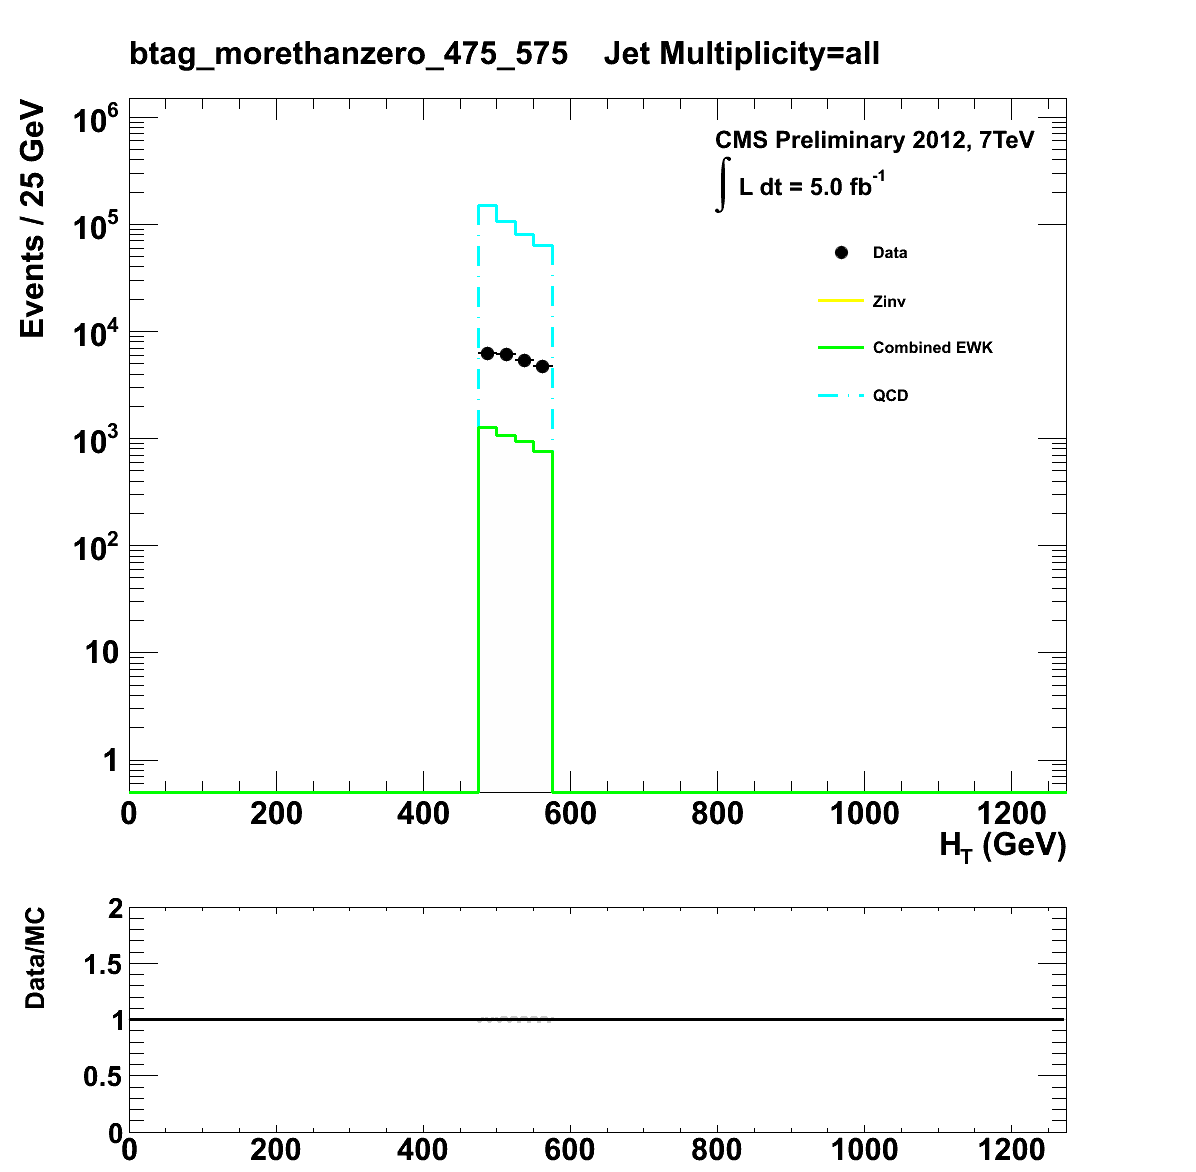 btag_morethanzero_475_575 Jet Multiplicity=all
Events / 25 GeV
10^6
10^5
10^4
10^3
10^2
10
1
CMS Preliminary 2012, 7TeV
∫ L dt = 5.0 fb^-1
Data
Zinv
Combined EWK
QCD
0 200 400 600 800 1000 1200
H_T (GeV)
Data/MC
2
1.5
1
0.5
0
0 200 400 600 800 1000 1200